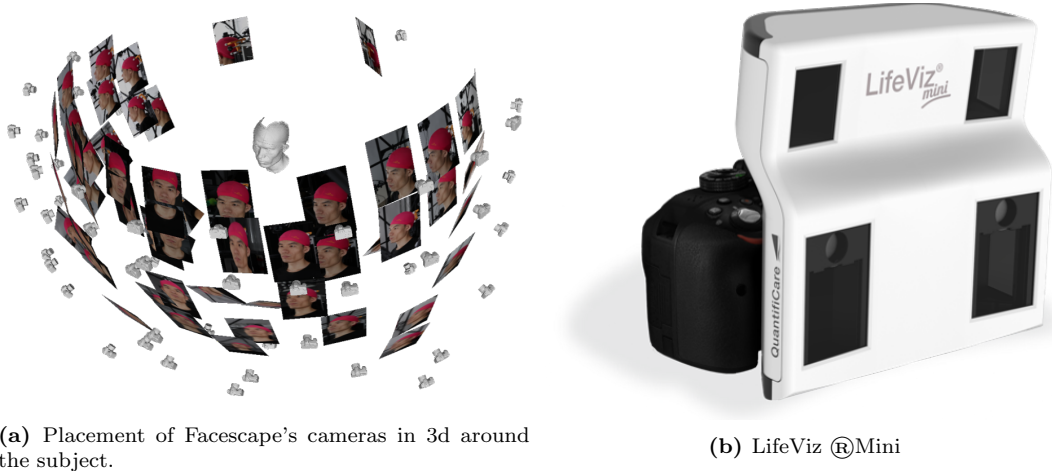 LifeViz®
mini
QuantifiCare
(a) Placement of Facescape's cameras in 3d around
the subject.
(b) LifeViz ®Mini